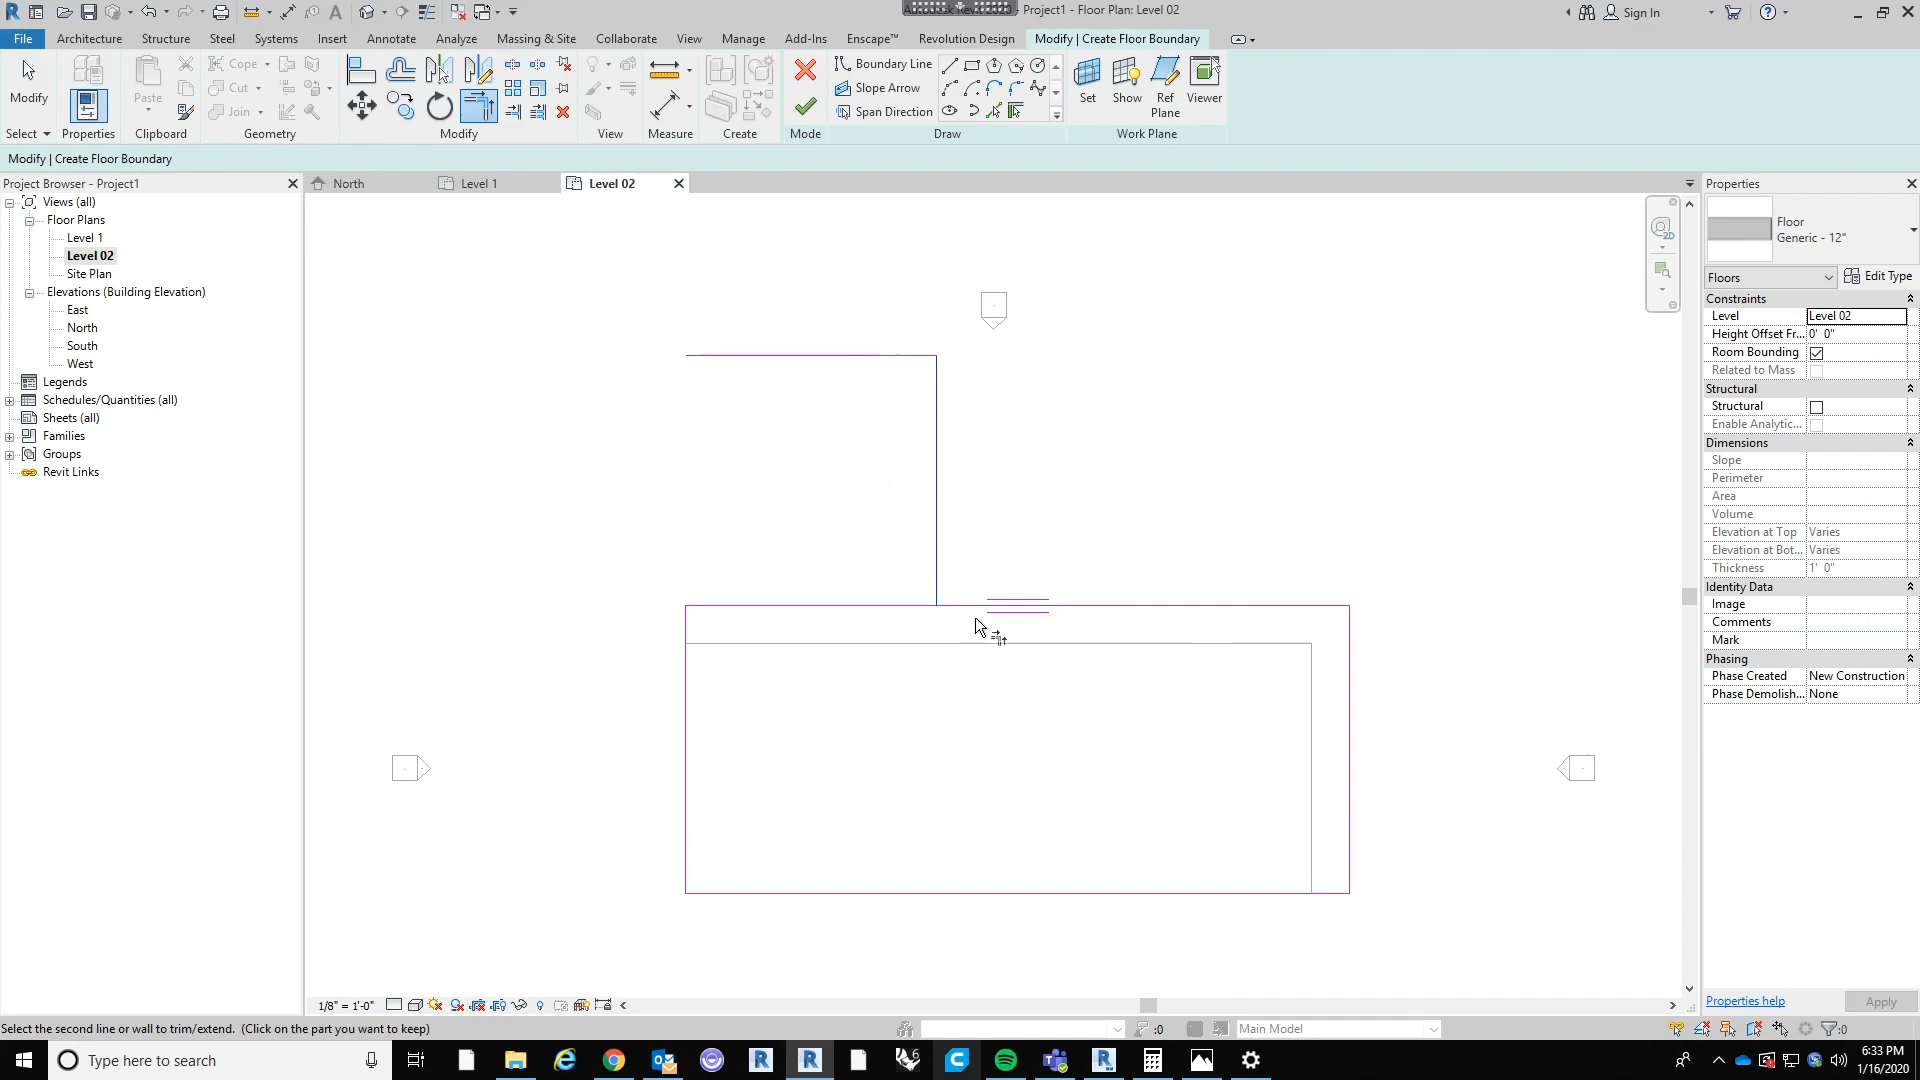 Autodesk Revit 2020 - Project1 - Floor Plan: Level 02
Sign In
File Architecture Structure Steel Systems Insert Annotate Analyze Massing & Site Collaborate View Manage Add-Ins Enscape™ Revolution Design Modify | Create Floor Boundary
Modify
Select
Properties
Paste
Clipboard
Cope
Cut
Join
Geometry
Modify
View
Measure
Create
Mode
Boundary Line
Slope Arrow
Span Direction
Draw
Set
Show
Ref
Plane
Viewer
Work Plane
Modify | Create Floor Boundary
Project Browser - Project1
Views (all)
Floor Plans
Level 1
Level 02
Site Plan
Elevations (Building Elevation)
East
North
South
West
Legends
Schedules/Quantities (all)
Sheets (all)
Families
Groups
Revit Links
North
Level 1
Level 02
2D
Properties
Floor
Generic - 12"
Floors
Edit Type
Constraints
Level Level 02
Height Offset Fr... 0' 0"
Room Bounding
Related to Mass
Structural
Structural
Enable Analytic...
Dimensions
Slope
Perimeter
Area
Volume
Elevation at Top Varies
Elevation at Bot... Varies
Thickness 1' 0"
Identity Data
Image
Comments
Mark
Phasing
Phase Created New Construction
Phase Demolish... None
Properties help
Apply
1/8" = 1'-0"
Select the second line or wall to trim/extend. (Click on the part you want to keep)
:0
Main Model
:0
Type here to search
6:33 PM
1/16/2020